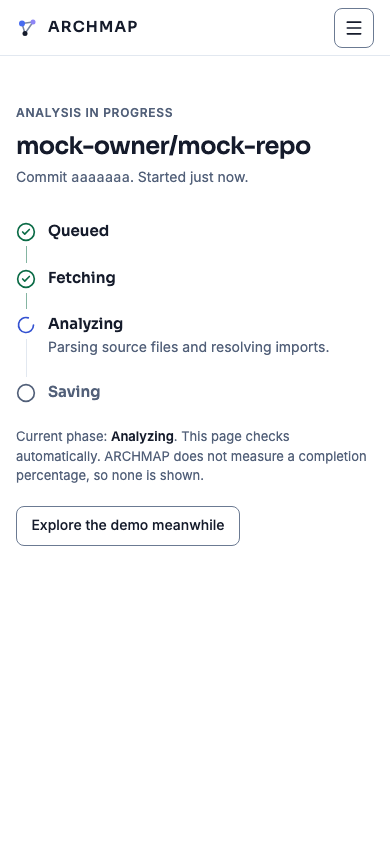 ARCHMAP
ANALYSIS IN PROGRESS
mock-owner/mock-repo
Commit aaaaaaa. Started just now.
Queued
Fetching
Analyzing
Parsing source files and resolving imports.
Saving
Current phase: Analyzing. This page checks
automatically. ARCHMAP does not measure a completion
percentage, so none is shown.
Explore the demo meanwhile